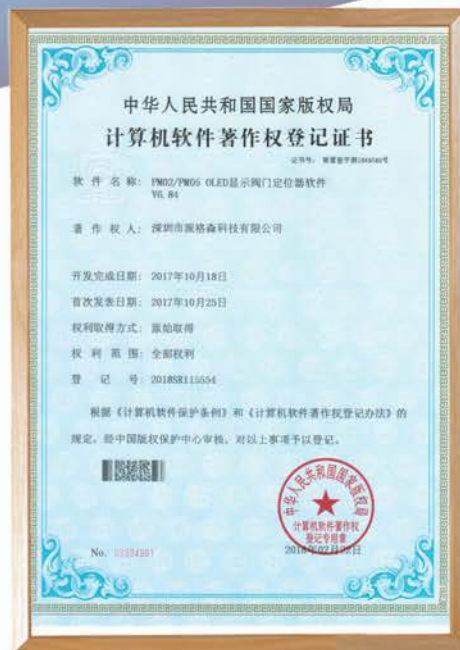 中华人民共和国国家版权局
计算机软件著作权登记证书
证书号：
软件名称：PM02/PM05 OLED显示阀门定位器软件
V6.84
著作权人：深圳市派格森科技有限公司
开发完成日期：2017年10月18日
首次发表日期：2017年10月25日
权利取得方式：原始取得
权利范围：全部权利
登记号：2018SR115554
根据《计算机软件保护条例》和《计算机软件著作权登记办法》的
规定，经中国版权保护中心审核，对以上事项予以登记。
中华人民共和国国家版权局
计算机软件著作权
登记专用章
No.